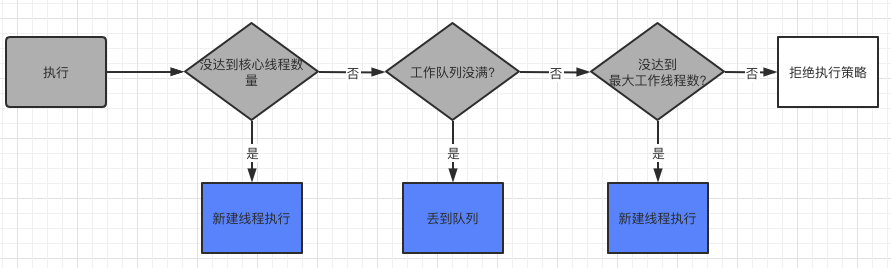 执行
没达到核心线程数
量
否
工作队列没满?
否
没达到
最大工作线程数?
否
拒绝执行策略
是
是
是
新建线程执行
丢到队列
新建线程执行